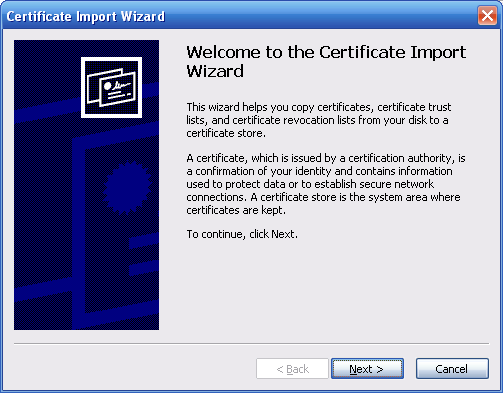 Certificate Import Wizard
Welcome to the Certificate Import
Wizard
This wizard helps you copy certificates, certificate trust
lists, and certificate revocation lists from your disk to a
certificate store.
A certificate, which is issued by a certification authority, is
a confirmation of your identity and contains information
used to protect data or to establish secure network
connections. A certificate store is the system area where
certificates are kept.
To continue, click Next.
< Back
Next >
Cancel